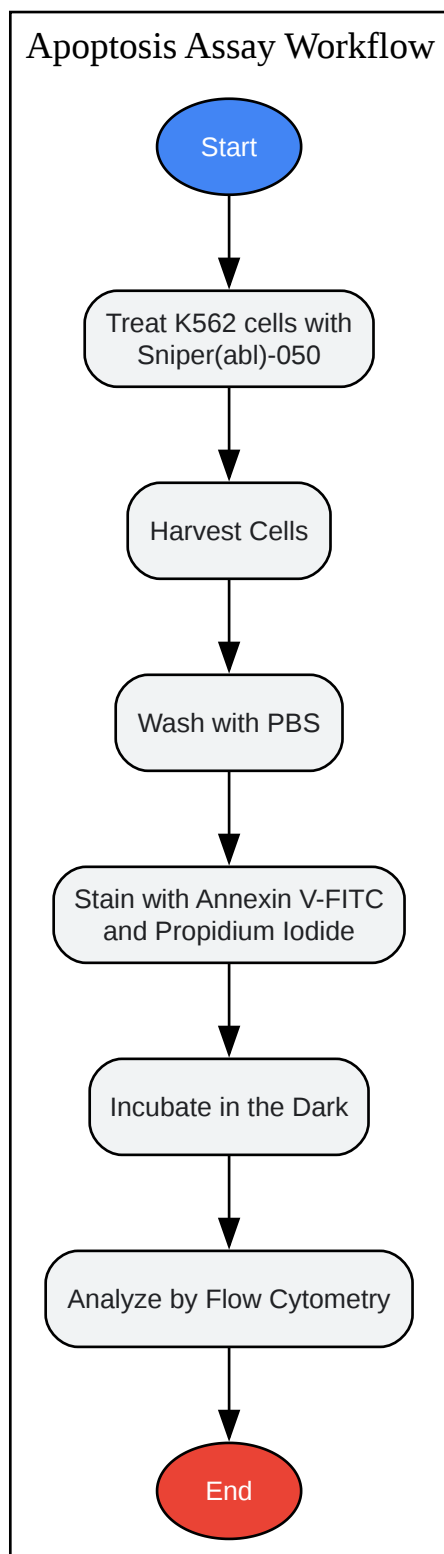 Apoptosis Assay Workflow
Start
Treat K562 cells with
Sniper(abl)-050
Harvest Cells
Wash with PBS
Stain with Annexin V-FITC
and Propidium Iodide
Incubate in the Dark
Analyze by Flow Cytometry
End